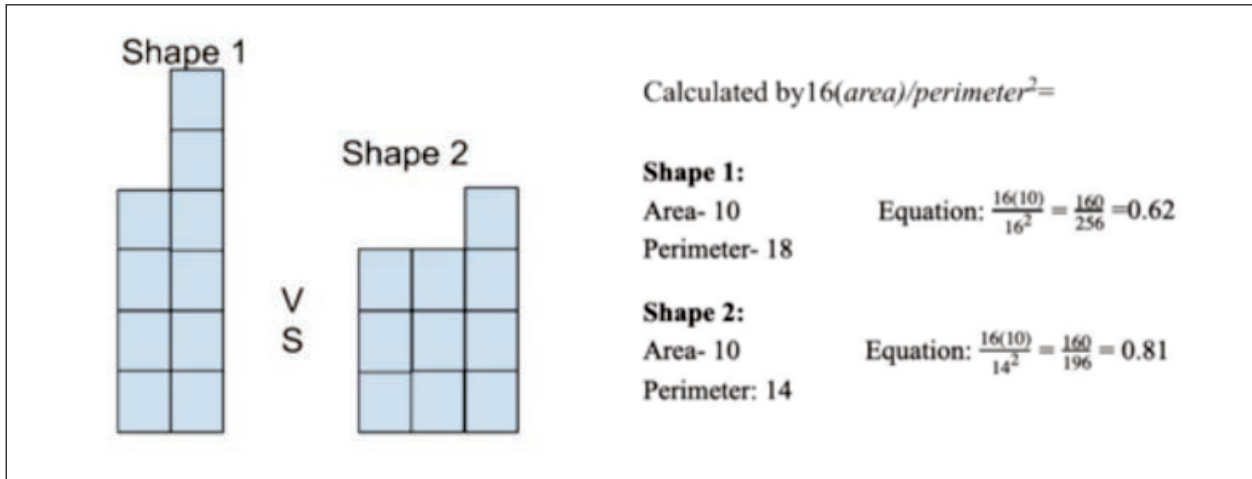 Shape 1
Shape 2
V
S
Calculated by16(area)/perimeter²=
Shape 1:
Area- 10
Equation: 16(10)/16² = 160/256 =0.62
Perimeter- 18
Shape 2:
Area- 10
Equation: 16(10)/14² = 160/196 = 0.81
Perimeter: 14